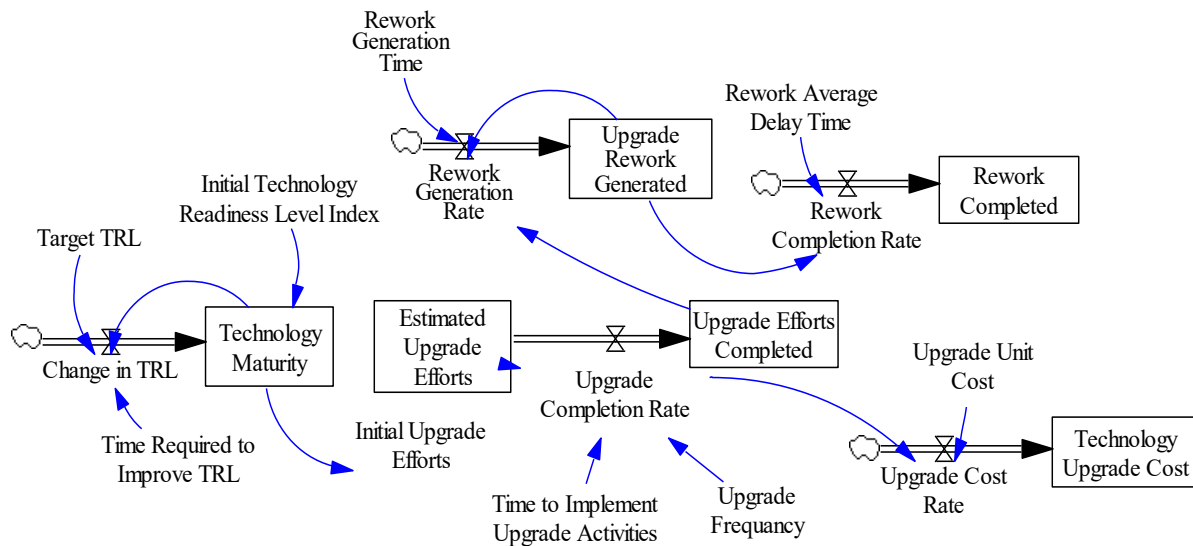 Rework
Generation
Time
Rework Average
Delay Time
Upgrade
Rework
Generated
Rework
Generation
Rate
Rework
Completed
Rework
Completion Rate
Initial Technology
Readiness Level Index
Target TRL
Technology
Maturity
Change in TRL
Time Required to
Improve TRL
Estimated
Upgrade
Efforts
Upgrade Efforts
Completed
Upgrade
Completion Rate
Initial Upgrade
Efforts
Time to Implement
Upgrade Activities
Upgrade
Frequancy
Upgrade Unit
Cost
Technology
Upgrade Cost
Upgrade Cost
Rate